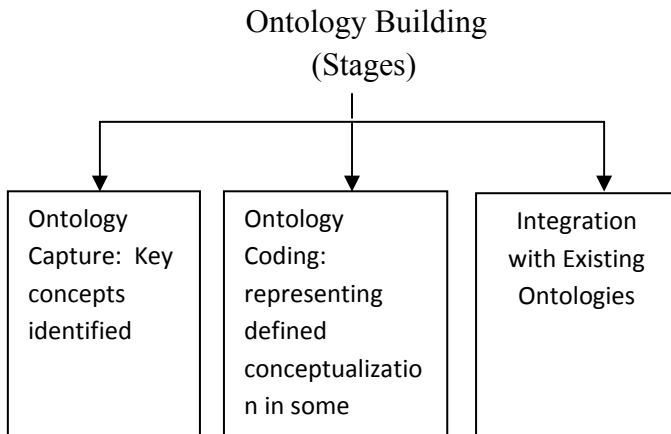 Ontology Building
(Stages)
Ontology
Capture: Key
concepts
identified
Ontology
Coding:
representing
defined
conceptualizatio
n in some
Integration
with Existing
Ontologies